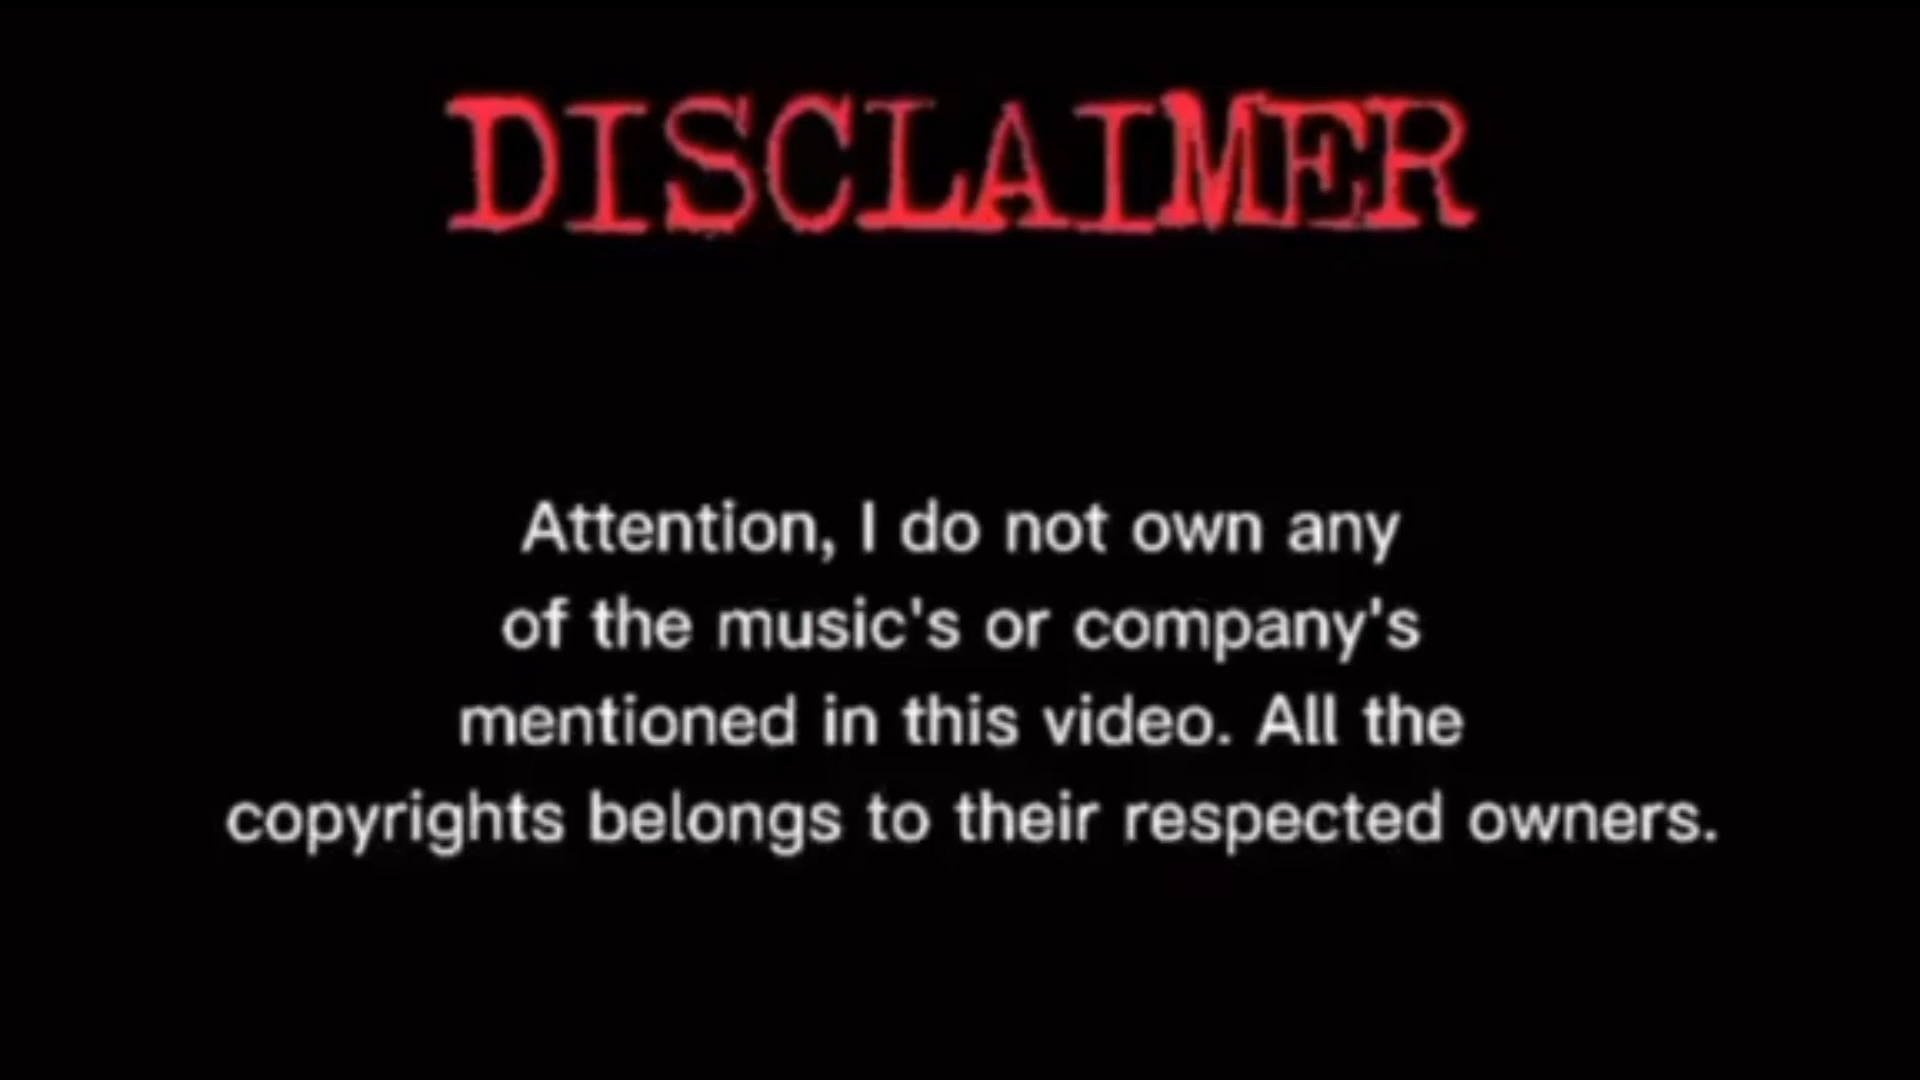 DISCLAIMER
Attention, I do not own any
of the music's or company's
mentioned in this video. All the
copyrights belongs to their respected owners.